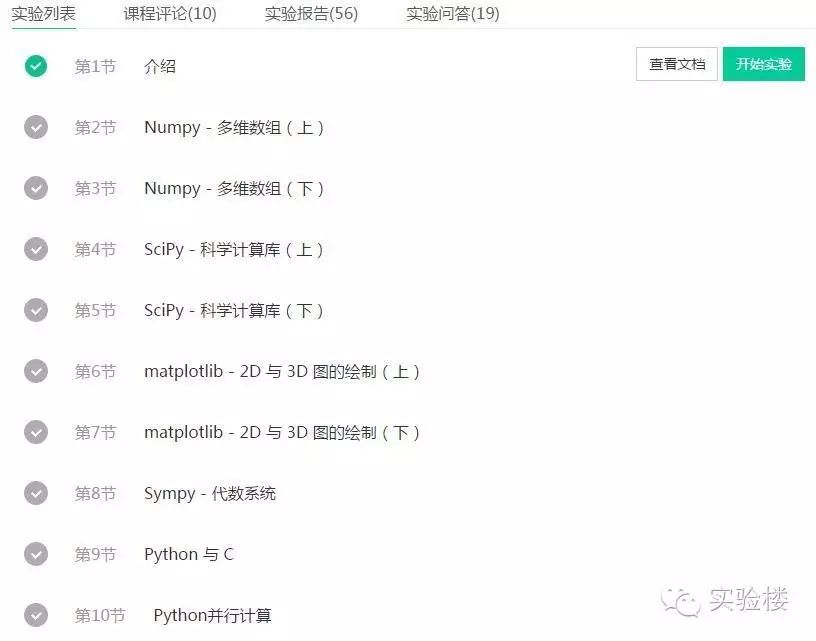 实验列表 课程评论(10) 实验报告(56) 实验问答(19)
第1节 介绍 查看文档 开始实验
第2节 Numpy - 多维数组（上）
第3节 Numpy - 多维数组（下）
第4节 SciPy - 科学计算库（上）
第5节 SciPy - 科学计算库（下）
第6节 matplotlib - 2D 与 3D 图的绘制（上）
第7节 matplotlib - 2D 与 3D 图的绘制（下）
第8节 Sympy - 代数系统
第9节 Python 与 C
第10节 Python并行计算
实验楼